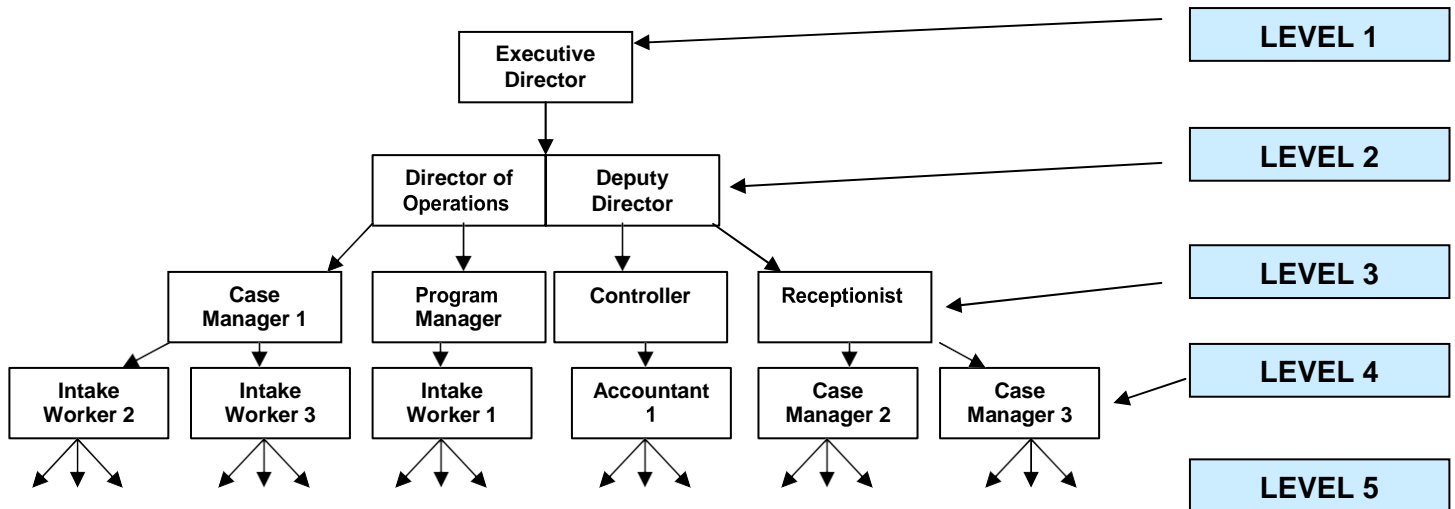 LEVEL 1
Executive
Director
LEVEL 2
Director of
Operations
Deputy
Director
LEVEL 3
Case
Manager 1
Program
Manager
Controller
Receptionist
LEVEL 4
Intake
Worker 2
Intake
Worker 3
Intake
Worker 1
Accountant
1
Case
Manager 2
Case
Manager 3
LEVEL 5